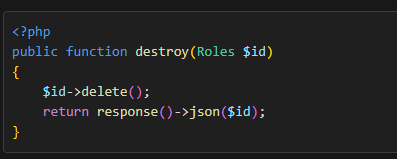 <?php
public function destroy(Roles $id)
{
    $id->delete();
    return response()->json($id);
}